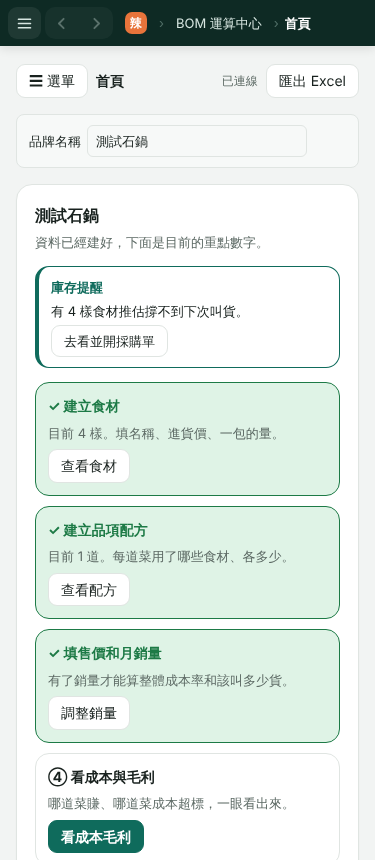 辣 › BOM 運算中心 › 首頁
☰ 選單 首頁 已連線 匯出 Excel
品牌名稱 測試石鍋
測試石鍋
資料已經建好，下面是目前的重點數字。
庫存提醒
有 4 樣食材推估撐不到下次叫貨。
去看並開採購單
✓ 建立食材
目前 4 樣。填名稱、進貨價、一包的量。
查看食材
✓ 建立品項配方
目前 1 道。每道菜用了哪些食材、各多少。
查看配方
✓ 填售價和月銷量
有了銷量才能算整體成本率和該叫多少貨。
調整銷量
④ 看成本與毛利
哪道菜賺、哪道菜成本超標，一眼看出來。
看成本毛利